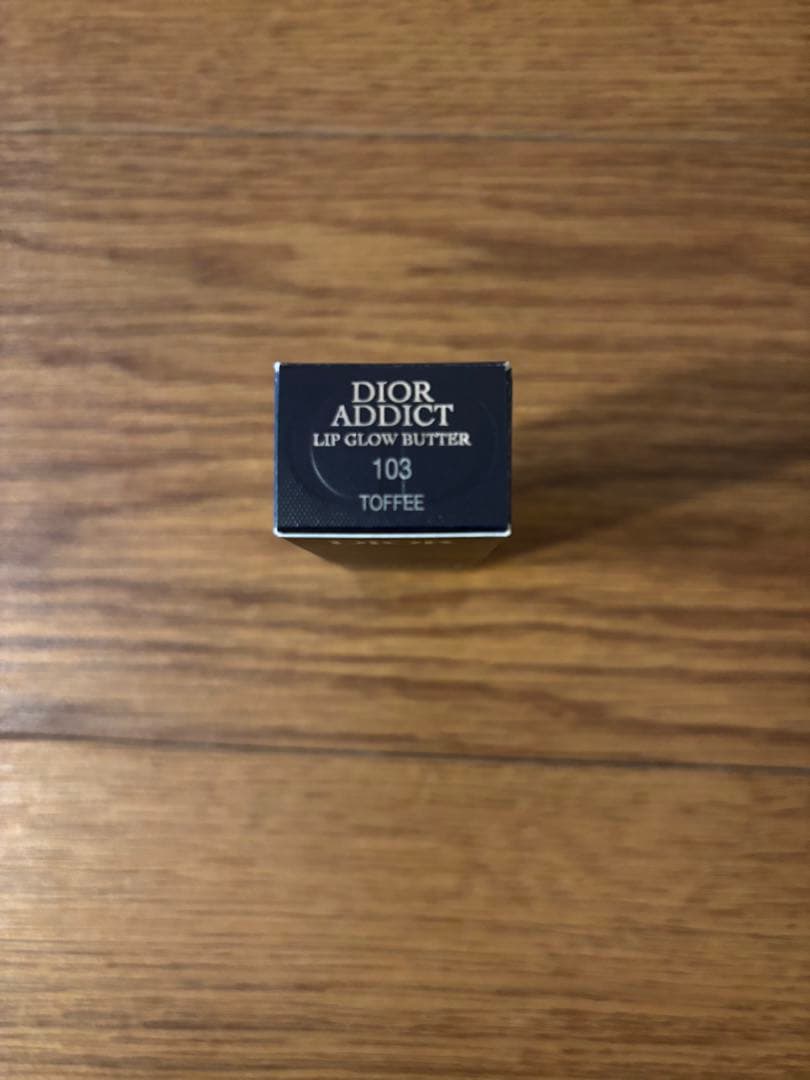 DIOR
ADDICT
LIP GLOW BUTTER
103
TOFFEE